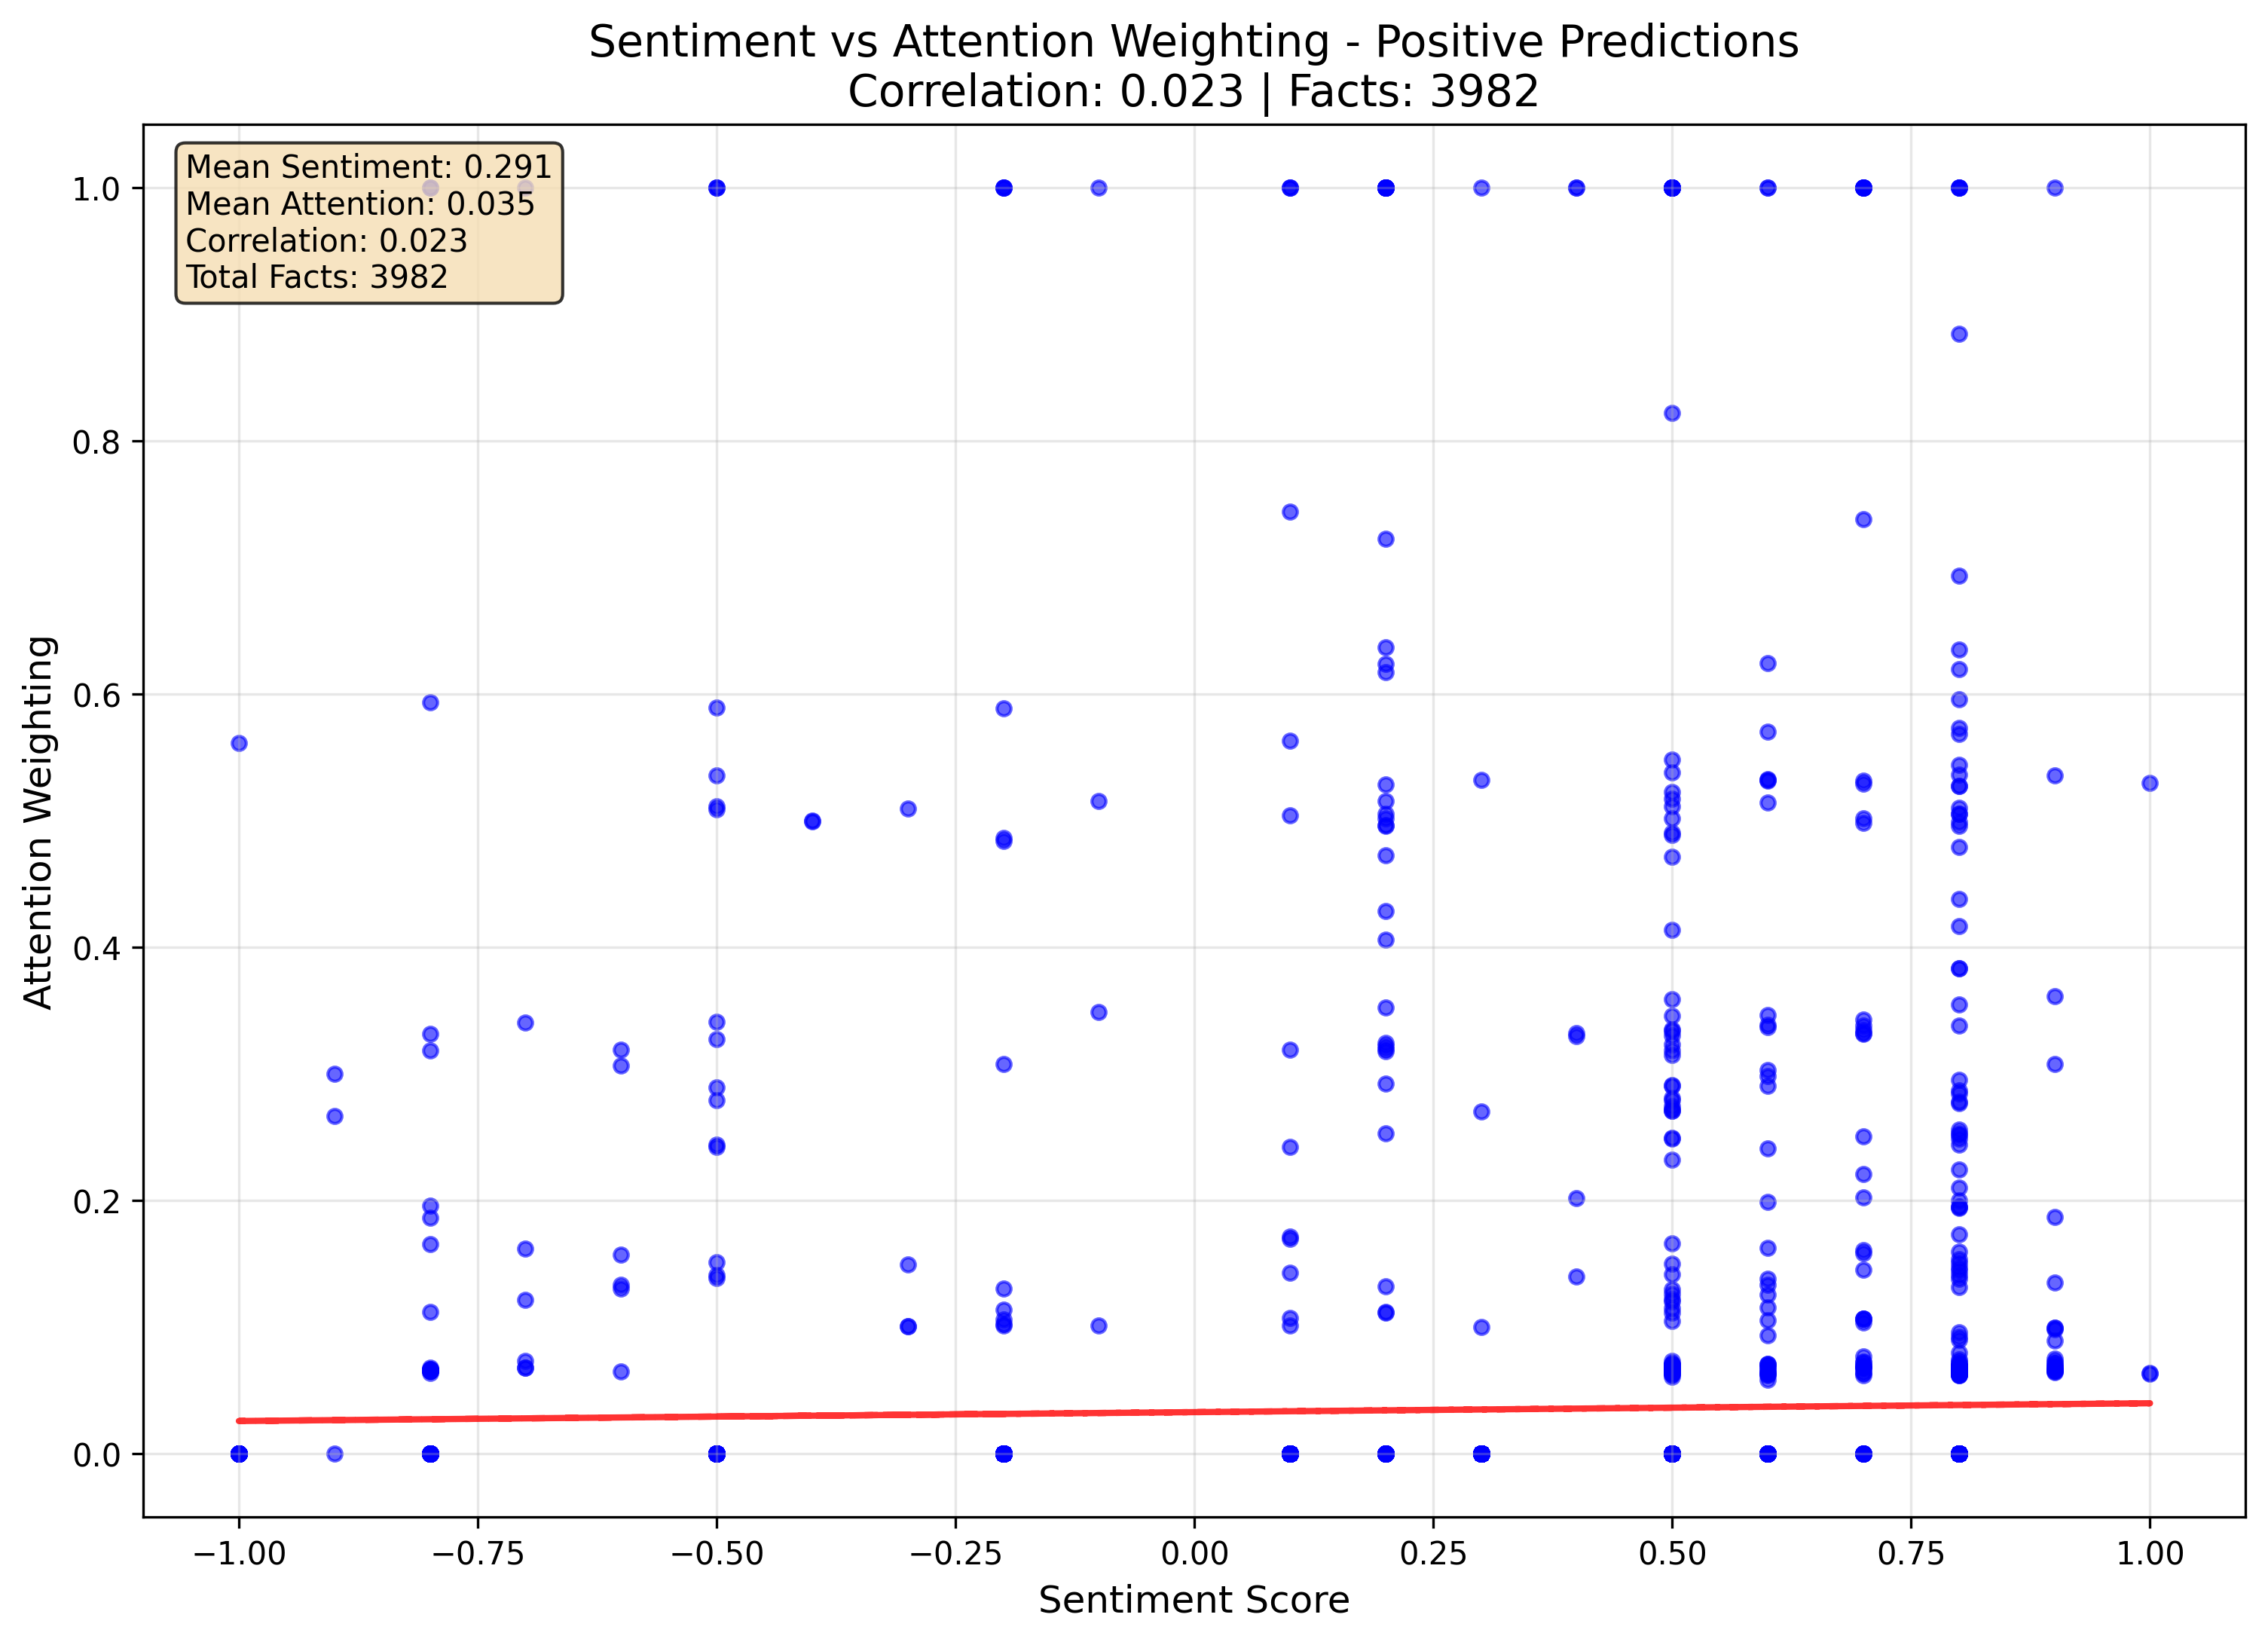 Sentiment vs Attention Weighting - Positive Predictions
Correlation: 0.023 | Facts: 3982
Mean Sentiment: 0.291
Mean Attention: 0.035
Correlation: 0.023
Total Facts: 3982
Attention Weighting
1.0
0.8
0.6
0.4
0.2
0.0
−1.00 −0.75 −0.50 −0.25 0.00 0.25 0.50 0.75 1.00
Sentiment Score